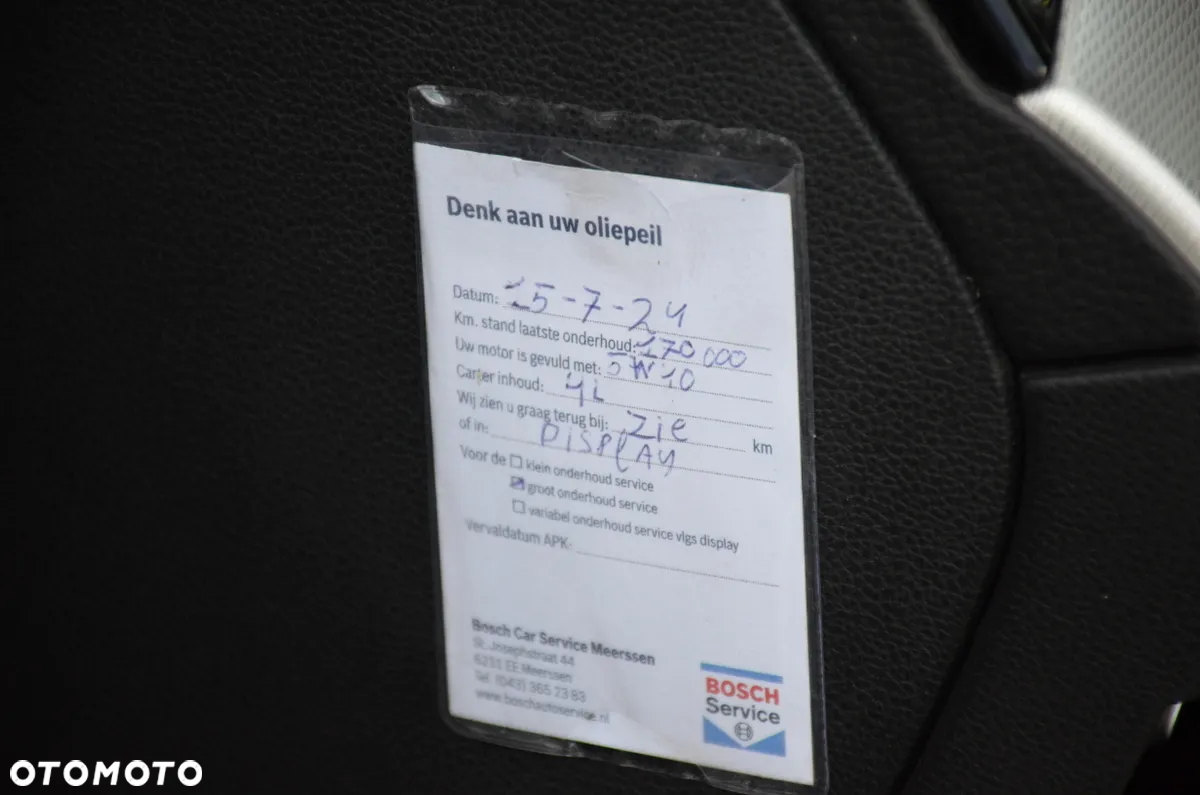 Denk aan uw oliepeil
Datum: 15-7-24
Km. stand laatste onderhoud: 170000
Uw motor is gevuld met: 5W40
Carter inhoud: 4L
Wij zien u graag terug bij: Zie km
of in: DISPLAY
Voor de klein onderhoud service
groot onderhoud service
variabel onderhoud service vlgs display
Vervaldatum APK:
Bosch Car Service Meerssen
St. Josephstraat 44
6231 EE Meerssen
Tel. (043) 365 23 83
www.boschautoservice.nl
BOSCH
Service
OTOMOTO